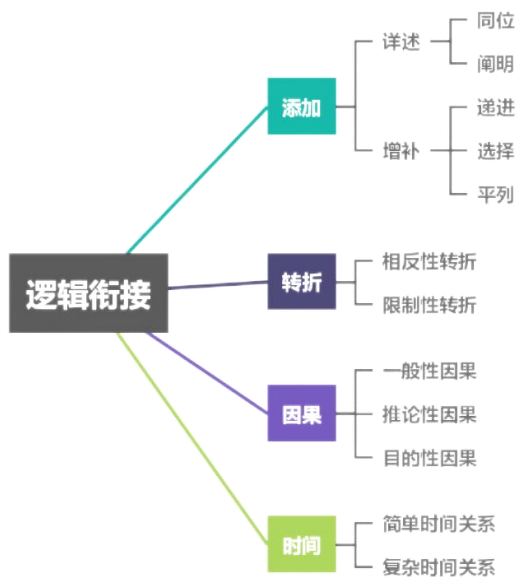 逻辑衔接
添加
详述
同位
阐明
增补
递进
选择
平列
转折
相反性转折
限制性转折
因果
一般性因果
推论性因果
目的性因果
时间
简单时间关系
复杂时间关系